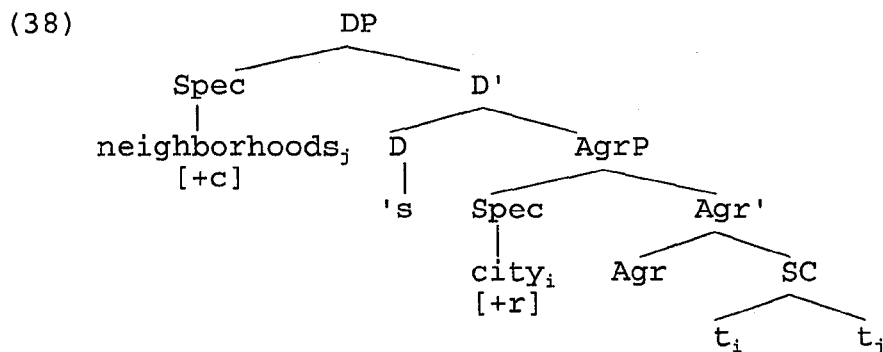 (38) DP
Spec D'
neighborhoods_j D AgrP
[+c]
's Spec Agr'
city_i Agr SC
[+r]
t_i t_j